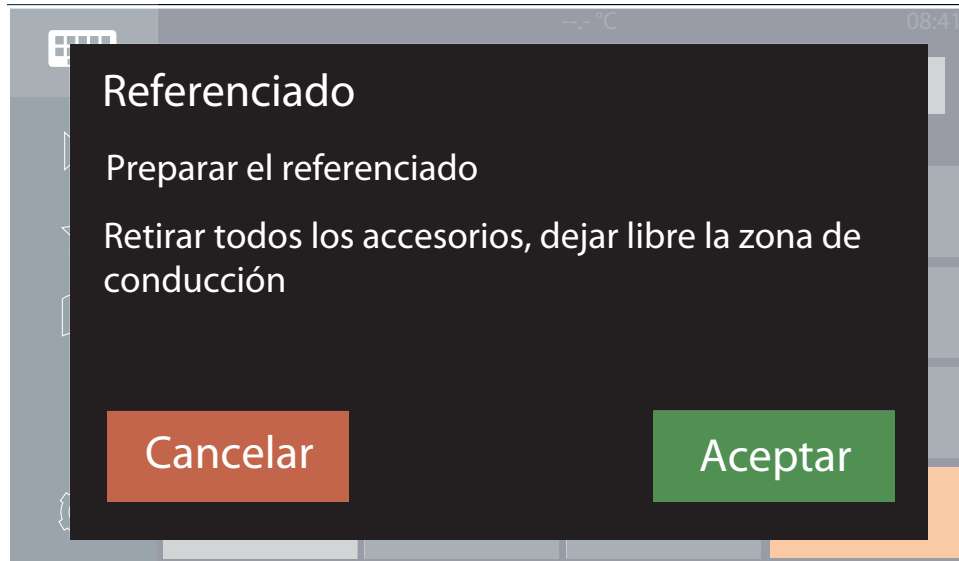 --.- °C
08:41
Referenciado
Preparar el referenciado
Retirar todos los accesorios, dejar libre la zona de
conducción
Cancelar
Aceptar